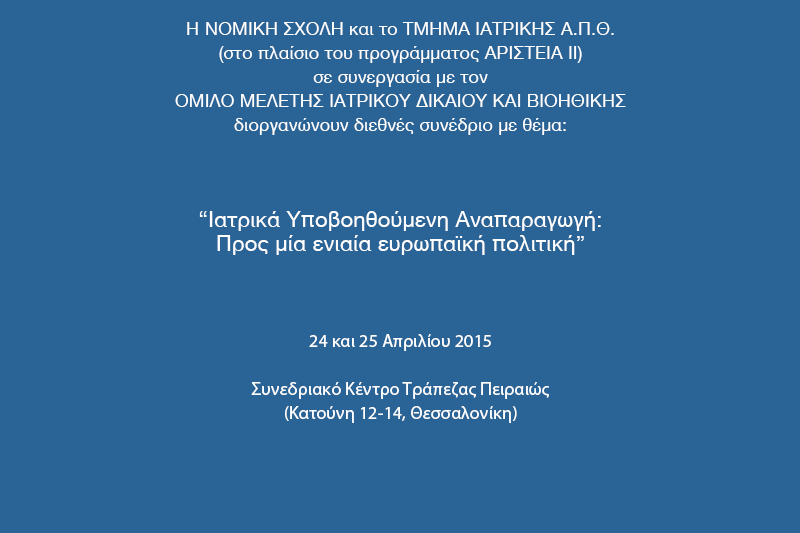 Η ΝΟΜΙΚΗ ΣΧΟΛΗ και το ΤΜΗΜΑ ΙΑΤΡΙΚΗΣ Α.Π.Θ.
(στο πλαίσιο του προγράμματος ΑΡΙΣΤΕΙΑ ΙΙ)
σε συνεργασία με τον
ΟΜΙΛΟ ΜΕΛΕΤΗΣ ΙΑΤΡΙΚΟΥ ΔΙΚΑΙΟΥ ΚΑΙ ΒΙΟΗΘΙΚΗΣ
διοργανώνουν διεθνές συνέδριο με θέμα:
“Ιατρικά Υποβοηθούμενη Αναπαραγωγή:
Προς μία ενιαία ευρωπαϊκή πολιτική”
24 και 25 Απριλίου 2015
Συνεδριακό Κέντρο Τράπεζας Πειραιώς
(Κατούνη 12-14, Θεσσαλονίκη)